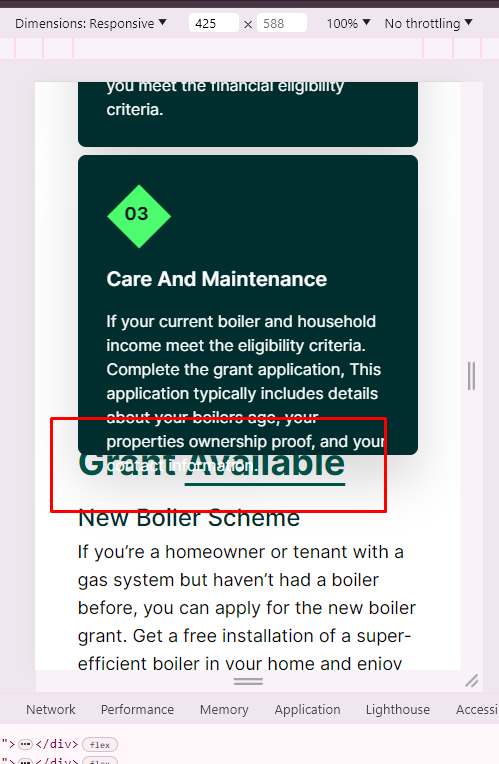 Dimensions: Responsive ▼ 425 × 588 100% ▼ No throttling ▼
you meet the financial eligibility
criteria.
03
Care And Maintenance
If your current boiler and household
income meet the eligibility criteria.
Complete the grant application, This
application typically includes details
about your boilers age, your
properties ownership proof, and your
contact information.
Grant Available
New Boiler Scheme
If you’re a homeowner or tenant with a
gas system but haven’t had a boiler
before, you can apply for the new boiler
grant. Get a free installation of a super-
efficient boiler in your home and enjoy
Network Performance Memory Application Lighthouse Accessi
"> ⋯ </div> flex
"> ⋯ </div> flex